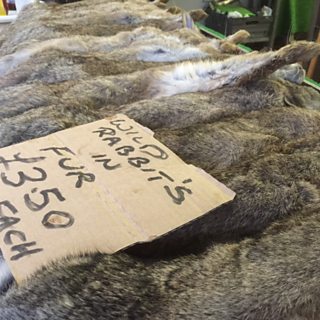 WILD
RABBIT'S
IN
FUR
£3.50
EACH